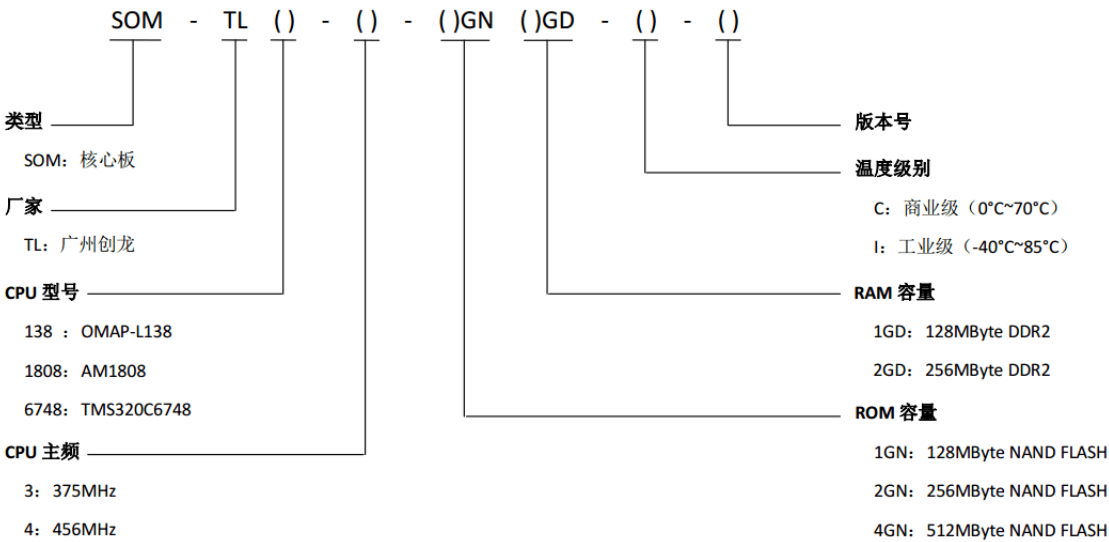 SOM - TL ( ) - ( ) - ( )GN ( )GD - ( ) - ( )
类型
SOM：核心板
厂家
TL：广州创龙
CPU 型号
138 ：OMAP-L138
1808：AM1808
6748：TMS320C6748
CPU 主频
3：375MHz
4：456MHz
版本号
温度级别
C：商业级（0°C~70°C）
I：工业级（-40°C~85°C）
RAM 容量
1GD：128MByte DDR2
2GD：256MByte DDR2
ROM 容量
1GN：128MByte NAND FLASH
2GN：256MByte NAND FLASH
4GN：512MByte NAND FLASH